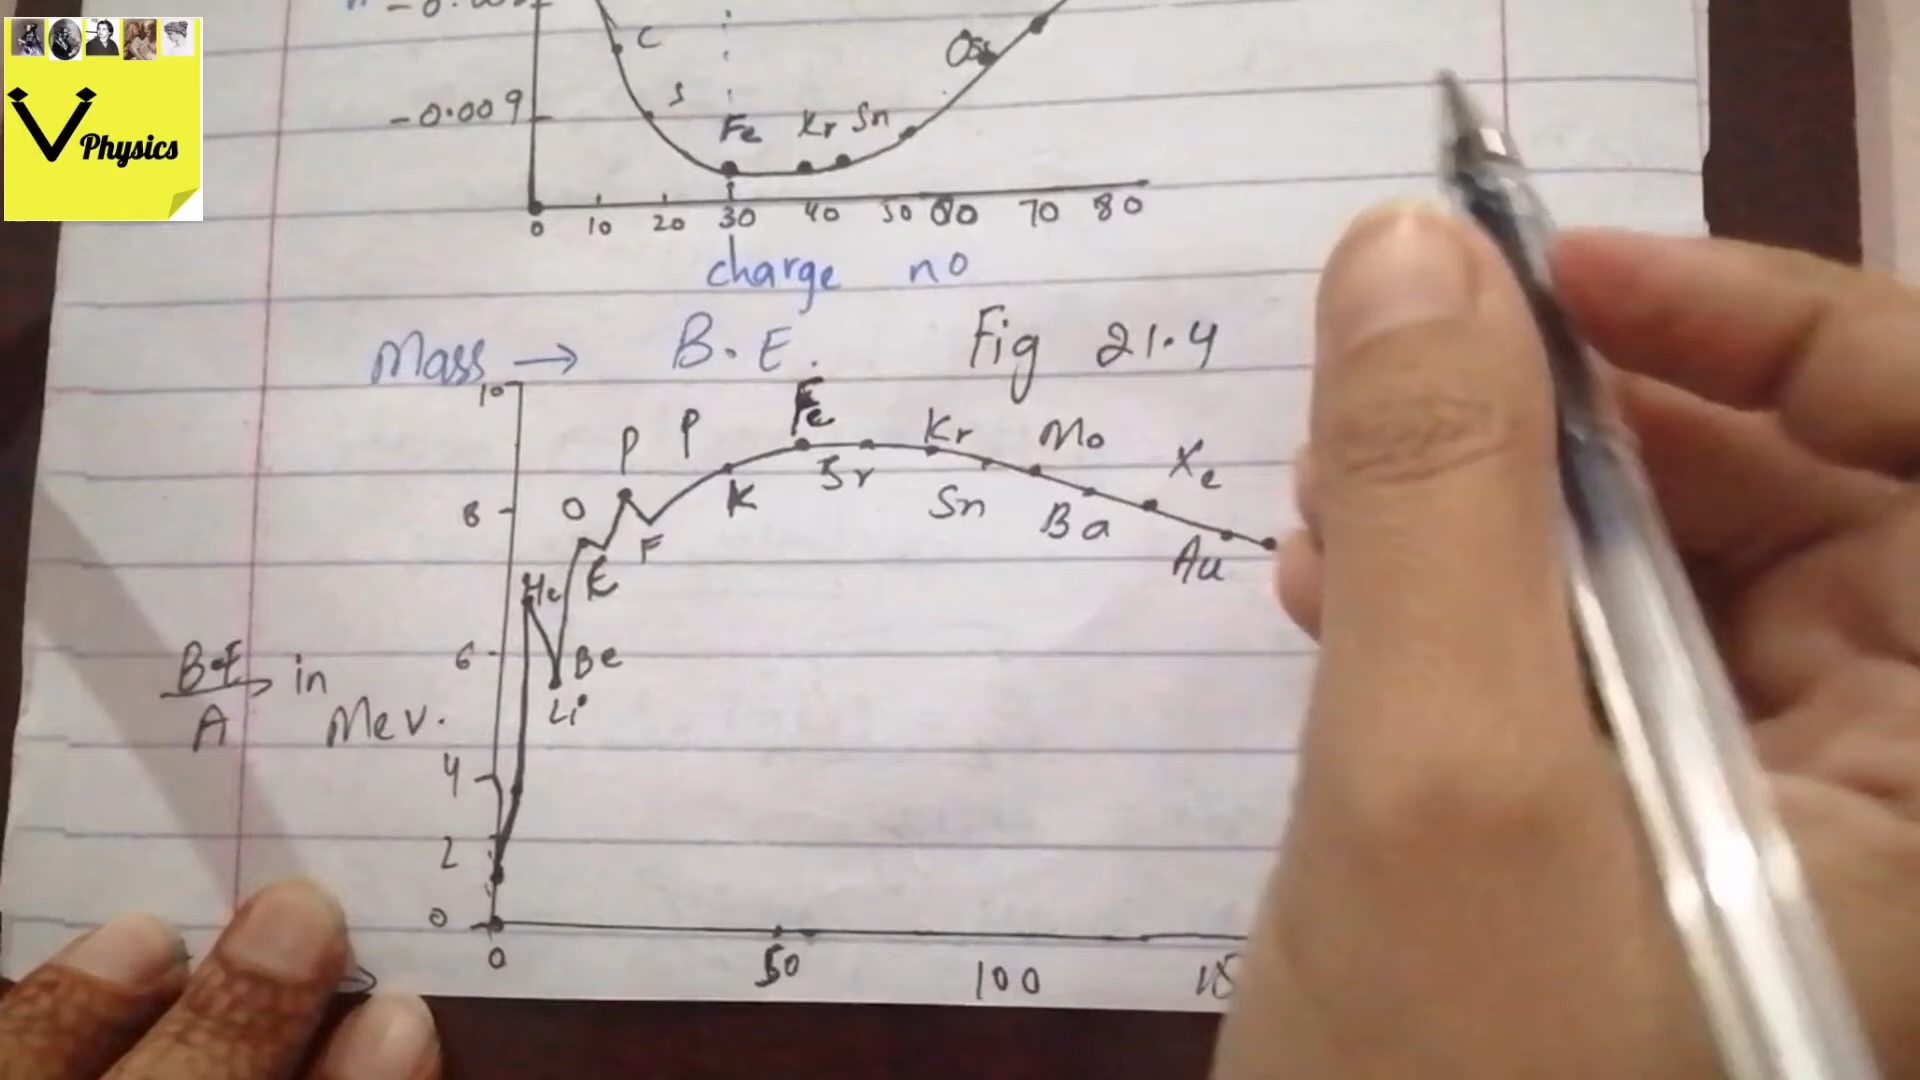 V Physics
C
-0.009
S
Fe Kr Sn
0 10 20 30 40 50 60 70 80
charge no
Mass → B.E. Fig 21.4
10
Fe
P P Kr Mo
Xe
K Sr
8 O Sn Ba
F Au
He E
6 Be
B.E/A in Mev.
Li
4
2
0
0 50 100